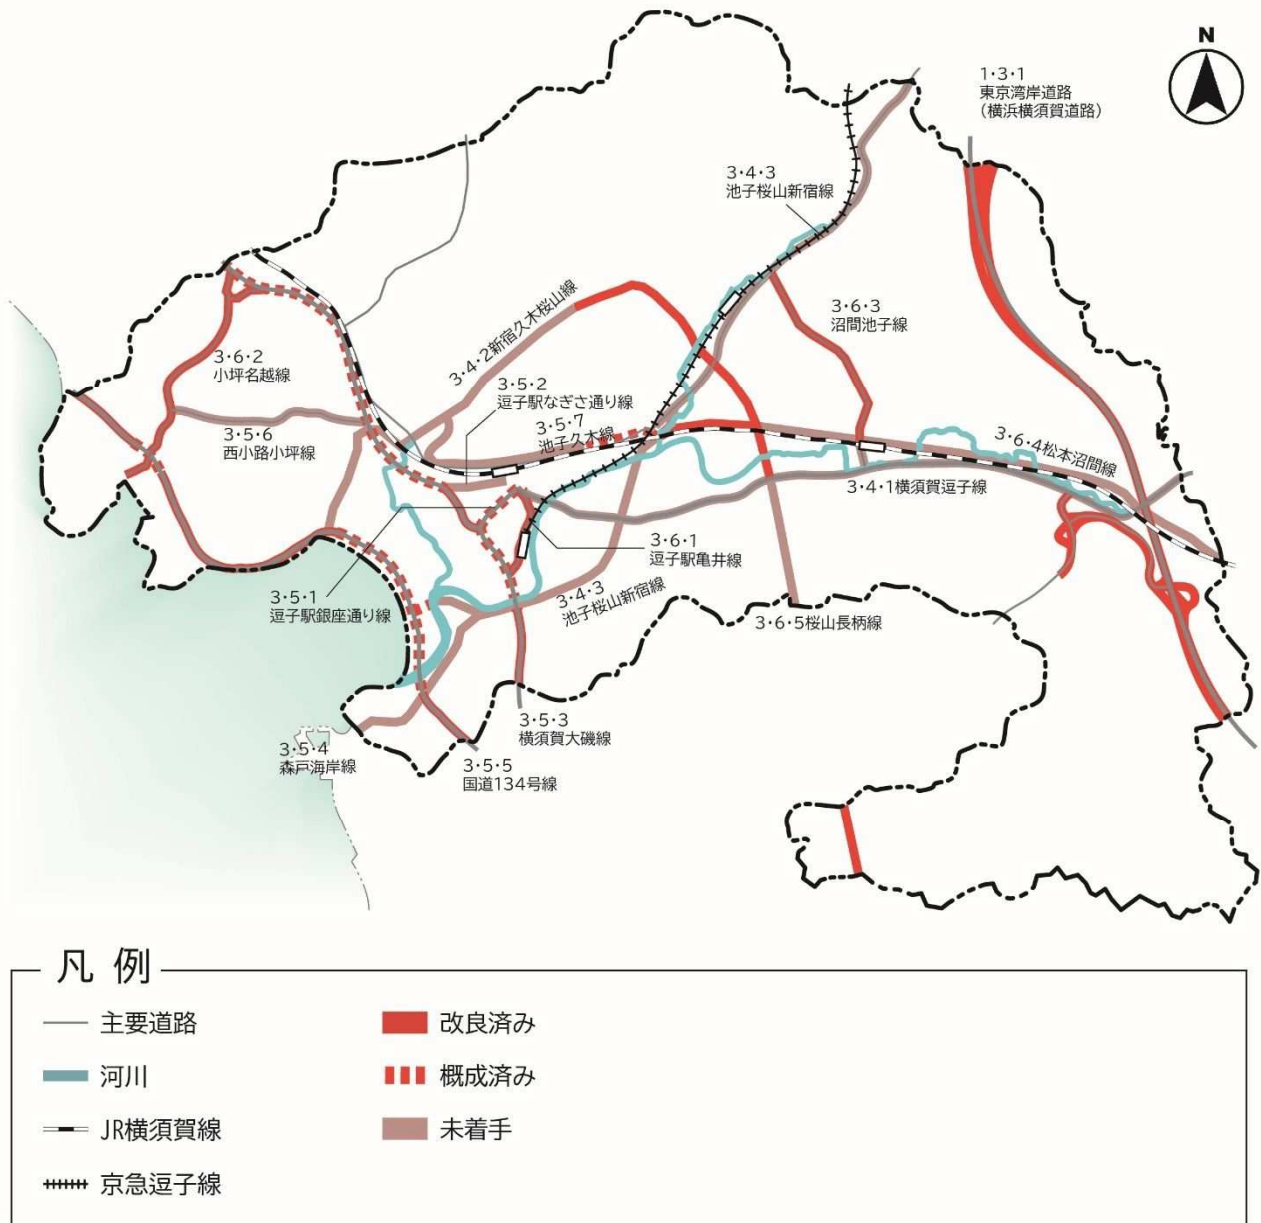 N
1・3・1
東京湾岸道路
(横浜横須賀道路)
3・4・3
池子桜山新宿線
3・6・3
沼間池子線
3・4・2新宿久木桜山線
3・6・2
小坪名越線
3・5・2
逗子駅なぎさ通り線
3・5・7
池子久木線
3・5・6
西小路小坪線
3・6・4松本沼間線
3・4・1横須賀逗子線
3・6・1
逗子駅亀井線
3・5・1
逗子駅銀座通り線
3・4・3
池子桜山新宿線
3・6・5桜山長柄線
3・5・3
横須賀大磯線
3・5・4
森戸海岸線
3・5・5
国道134号線
凡例
主要道路
河川
JR横須賀線
京急逗子線
改良済み
概成済み
未着手